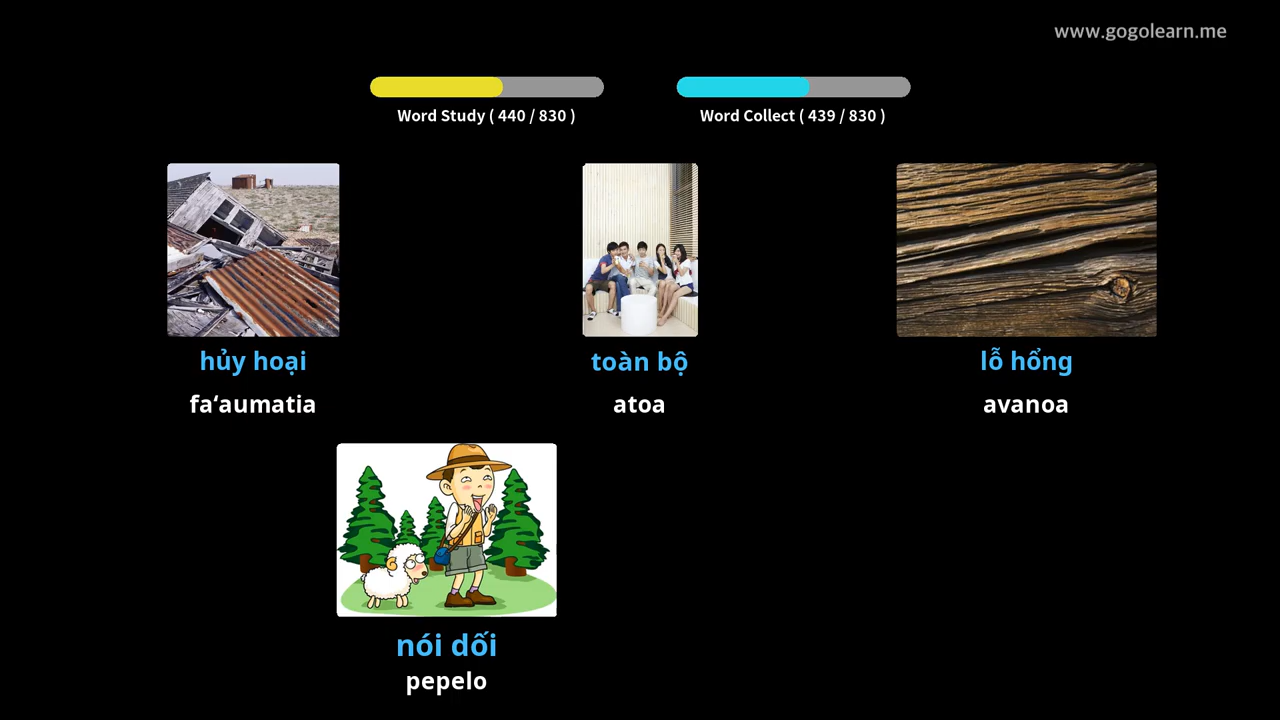 www.gogolearn.me
Word Study ( 440 / 830 )
Word Collect ( 439 / 830 )
hủy hoại
toàn bộ
lỗ hổng
fa‘aumatia
atoa
avanoa
nói dối
pepelo